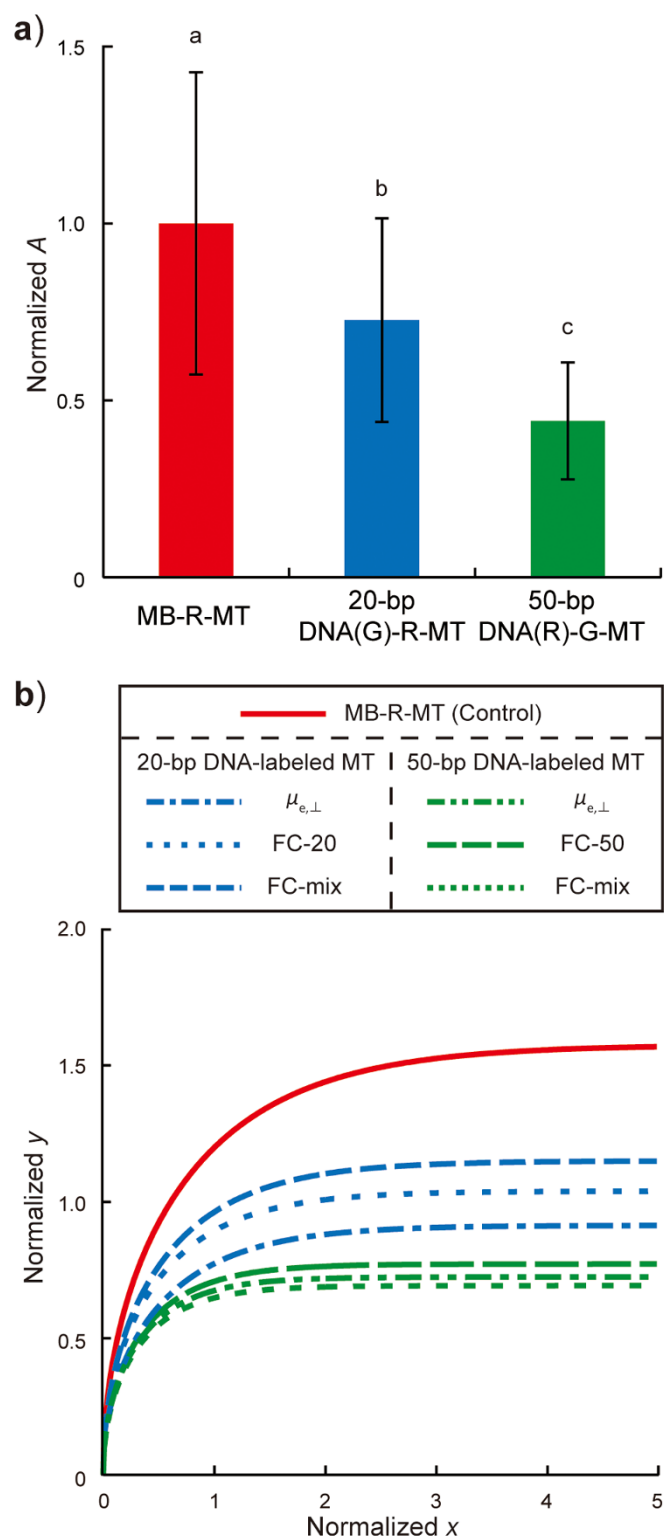 a)
1.5
1.0
0.5
0
Normalized A
a
b
c
MB-R-MT
20-bp
DNA(G)-R-MT
50-bp
DNA(R)-G-MT
b)
MB-R-MT (Control)
20-bp DNA-labeled MT
μe,⊥
FC-20
FC-mix
50-bp DNA-labeled MT
μe,⊥
FC-50
FC-mix
2.0
1.5
1.0
0.5
0
Normalized y
0 1 2 3 4 5
Normalized x